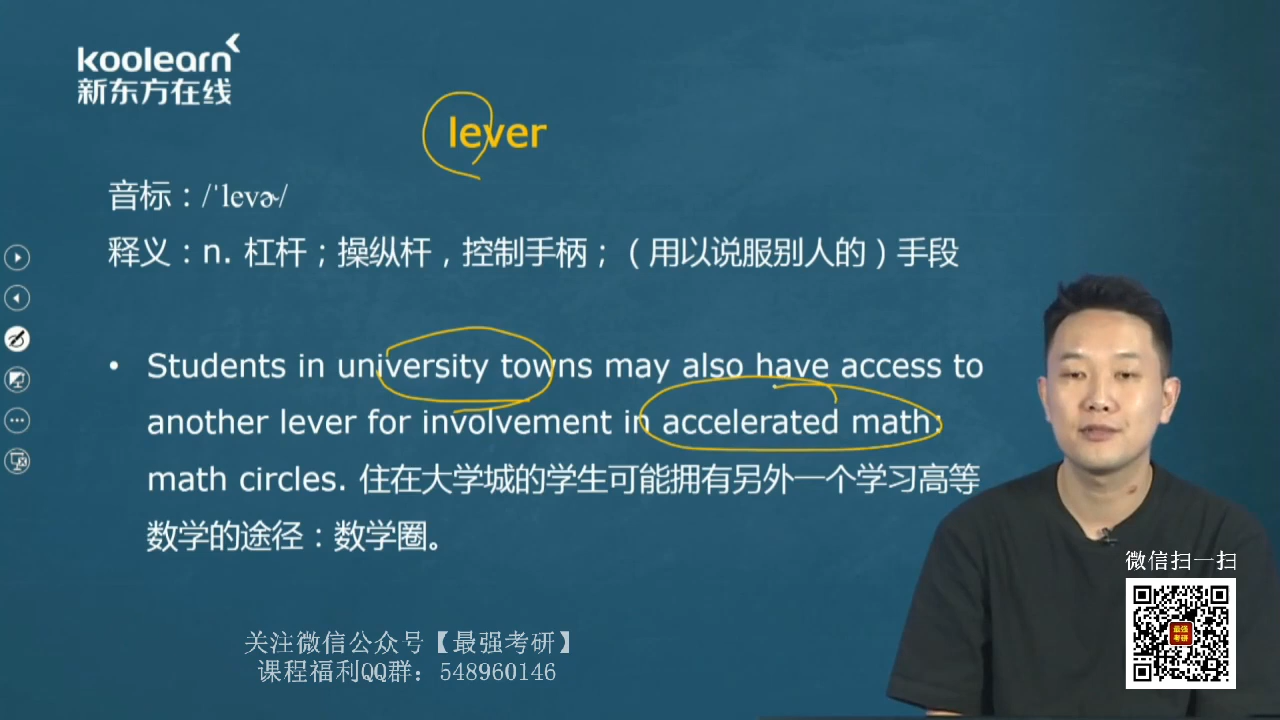 koolearn
新东方在线
lever
音标：/ˈlevɚ/
释义：n. 杠杆；操纵杆，控制手柄；（用以说服别人的）手段
• Students in university towns may also have access to
another lever for involvement in accelerated math:
math circles. 住在大学城的学生可能拥有另外一个学习高等
数学的途径：数学圈。
微信扫一扫
最强
考研
关注微信公众号【最强考研】
课程福利QQ群：548960146